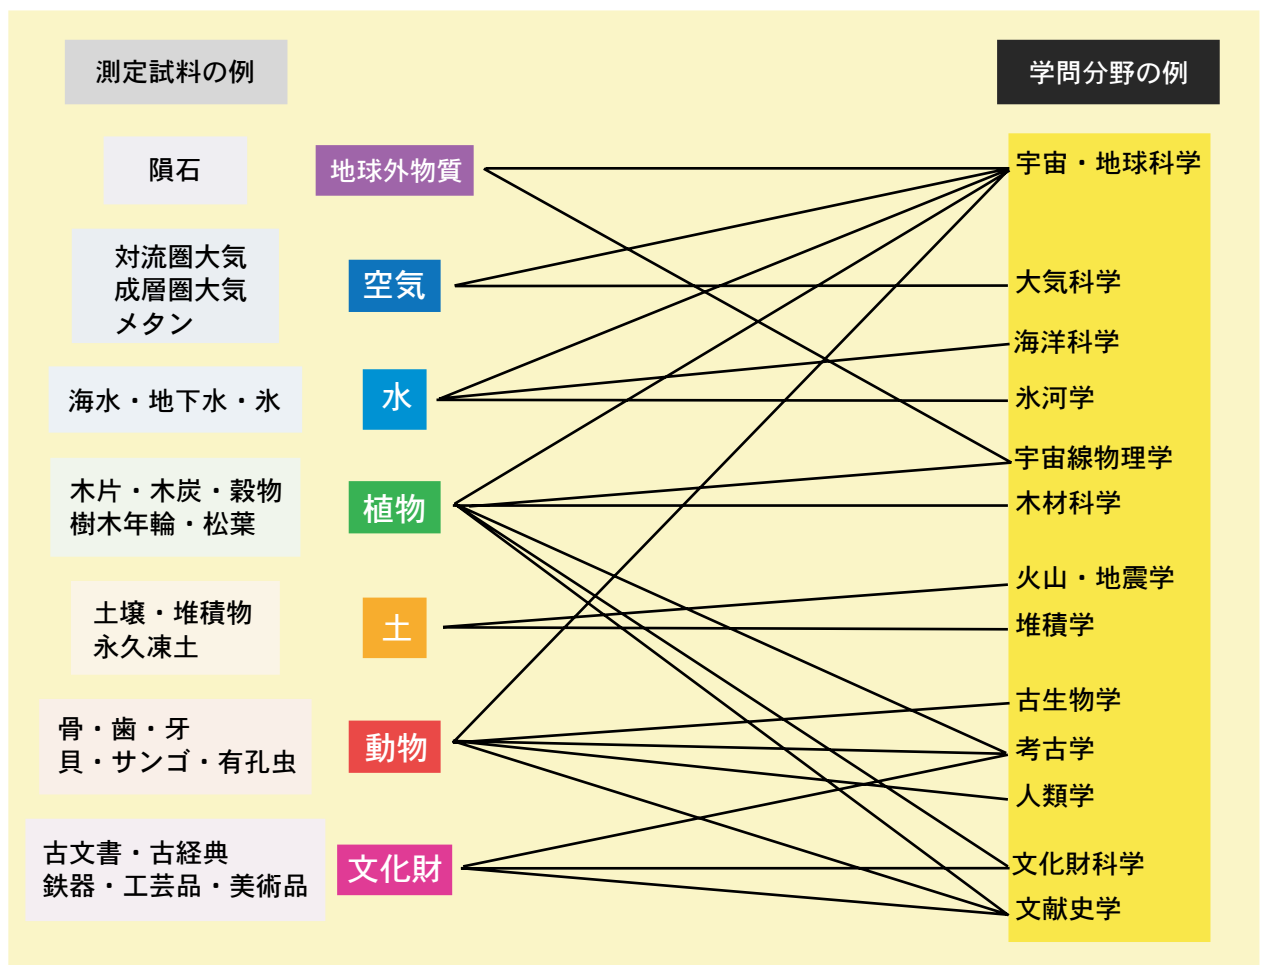 測定試料の例
学問分野の例
隕石
地球外物質
宇宙・地球科学
対流圏大気
成層圏大気
メタン
空気
大気科学
海洋科学
海水・地下水・氷
水
氷河学
宇宙線物理学
木片・木炭・穀物
樹木年輪・松葉
植物
木材科学
火山・地震学
土壌・堆積物
永久凍土
土
堆積学
古生物学
骨・歯・牙
貝・サンゴ・有孔虫
動物
考古学
人類学
古文書・古経典
鉄器・工芸品・美術品
文化財
文化財科学
文献史学